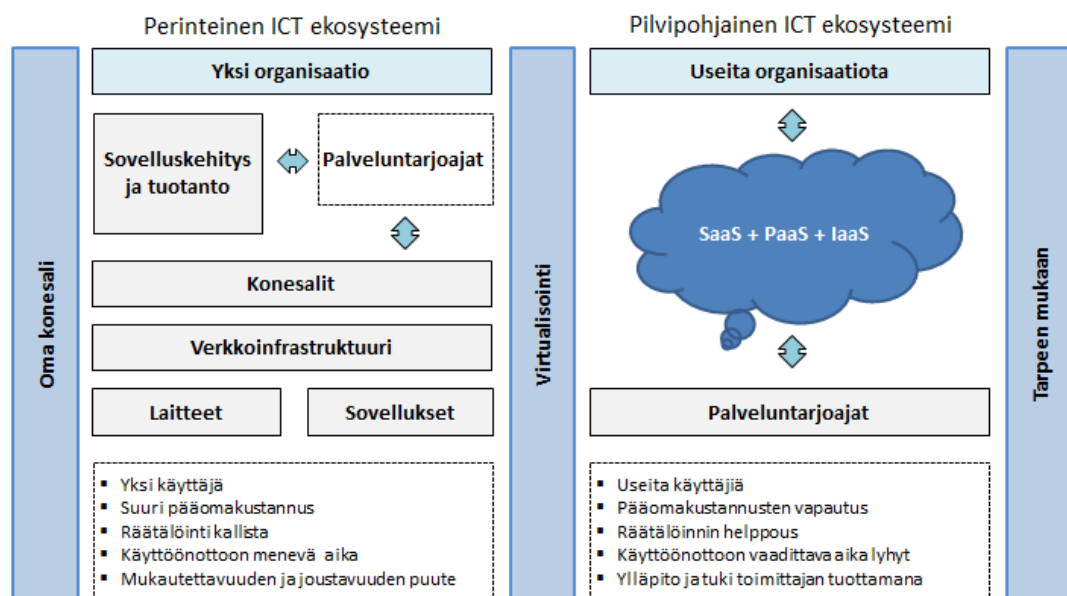 Perinteinen ICT ekosysteemi
Pilvipohjainen ICT ekosysteemi
Oma konesali
Yksi organisaatio
Sovelluskehitys
ja tuotanto
Palveluntarjoajat
Konesalit
Verkkoinfrastruktuuri
Laitteet
Sovellukset
▪ Yksi käyttäjä
▪ Suuri pääomakustannus
▪ Räätälöinti kallista
▪ Käyttöönottoon menevä aika
▪ Mukautettavuuden ja joustavuuden puute
Virtualisointi
Useita organisaatiota
SaaS + PaaS + IaaS
Palveluntarjoajat
▪ Useita käyttäjiä
▪ Pääomakustannusten vapautus
▪ Räätälöinnin helppous
▪ Käyttöönottoon vaadittava aika lyhyt
▪ Ylläpito ja tuki toimittajan tuottamana
Tarpeen mukaan